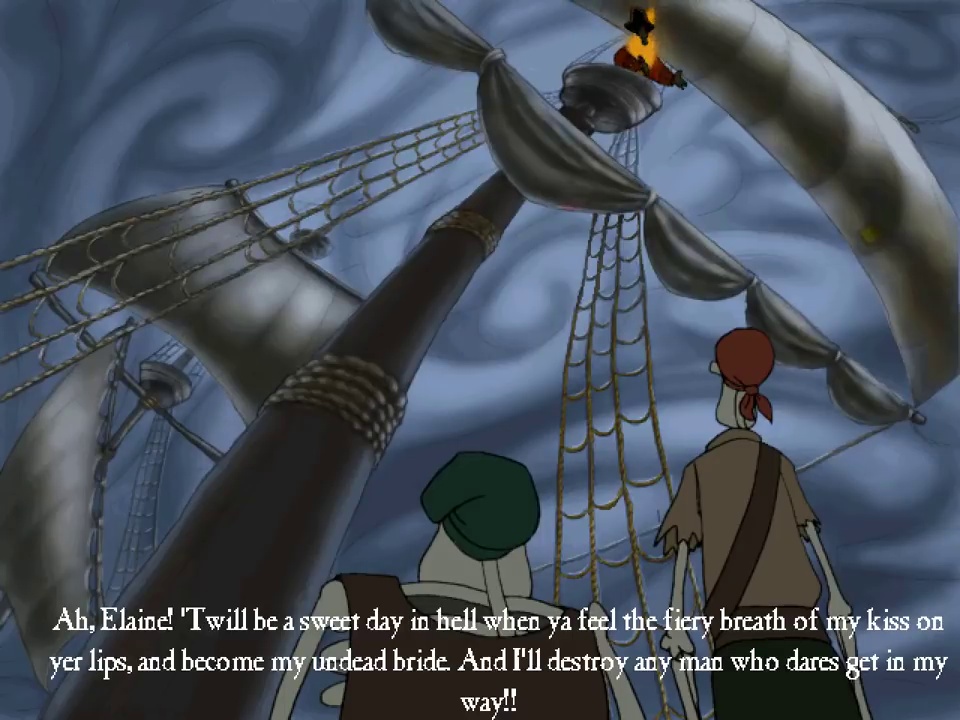 Ah, Elaine! 'Twill be a sweet day in hell when ya feel the fiery breath of my kiss on
yer lips, and become my undead bride. And I'll destroy any man who dares get in my
way!!